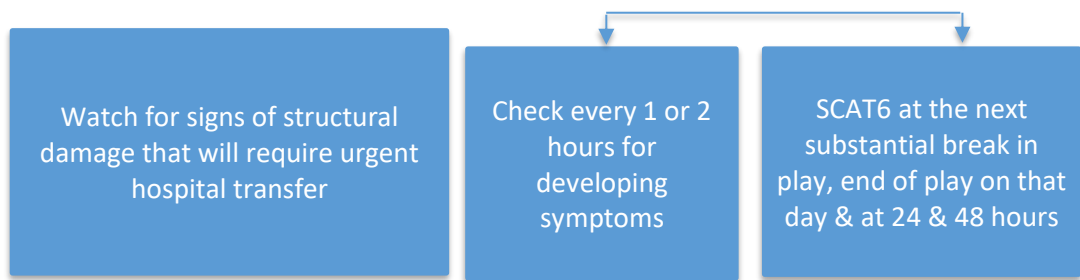 Watch for signs of structural
damage that will require urgent
hospital transfer
Check every 1 or 2
hours for
developing
symptoms
SCAT6 at the next
substantial break in
play, end of play on that
day & at 24 & 48 hours